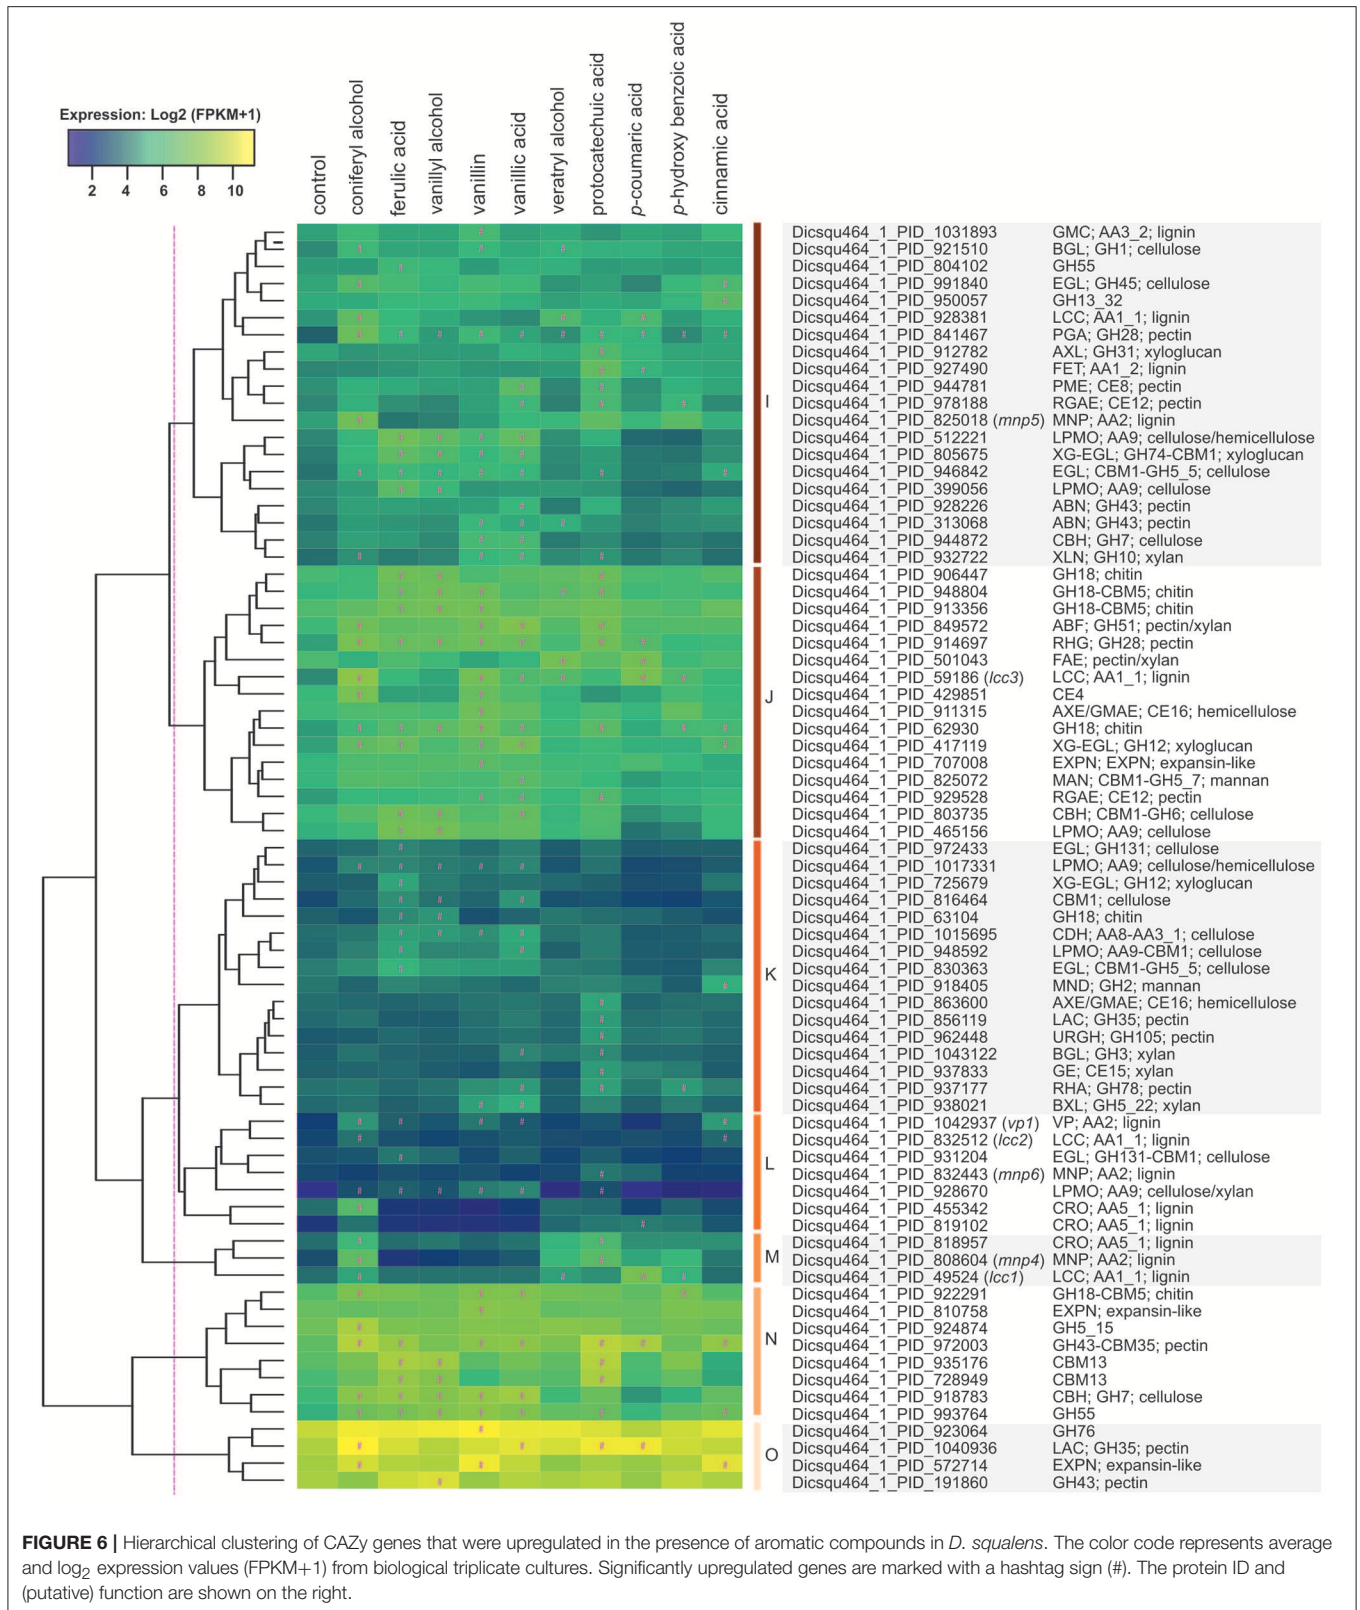 Expression: Log2 (FPKM+1)
2 4 6 8 10
control
coniferyl alcohol
ferulic acid
vanillyl alcohol
vanillin
vanillic acid
veratryl alcohol
protocatechuic acid
p-coumaric acid
p-hydroxy benzoic acid
cinnamic acid
Dicsqu464_1_PID_1031893 GMC; AA3_2; lignin
Dicsqu464_1_PID_921510 BGL; GH1; cellulose
Dicsqu464_1_PID_804102 GH55
Dicsqu464_1_PID_991840 EGL; GH45; cellulose
Dicsqu464_1_PID_950057 GH13_32
Dicsqu464_1_PID_928381 LCC; AA1_1; lignin
Dicsqu464_1_PID_841467 PGA; GH28; pectin
Dicsqu464_1_PID_912782 AXL; GH31; xyloglucan
Dicsqu464_1_PID_927490 FET; AA1_2; lignin
Dicsqu464_1_PID_944781 PME; CE8; pectin
I
Dicsqu464_1_PID_978188 RGAE; CE12; pectin
Dicsqu464_1_PID_825018 (mnp5) MNP; AA2; lignin
Dicsqu464_1_PID_512221 LPMO; AA9; cellulose/hemicellulose
Dicsqu464_1_PID_805675 XG-EGL; GH74-CBM1; xyloglucan
Dicsqu464_1_PID_946842 EGL; CBM1-GH5_5; cellulose
Dicsqu464_1_PID_399056 LPMO; AA9; cellulose
Dicsqu464_1_PID_928226 ABN; GH43; pectin
Dicsqu464_1_PID_313068 ABN; GH43; pectin
Dicsqu464_1_PID_944872 CBH; GH7; cellulose
Dicsqu464_1_PID_932722 XLN; GH10; xylan
Dicsqu464_1_PID_906447 GH18; chitin
Dicsqu464_1_PID_948804 GH18-CBM5; chitin
Dicsqu464_1_PID_913356 GH18-CBM5; chitin
Dicsqu464_1_PID_849572 ABF; GH51; pectin/xylan
Dicsqu464_1_PID_914697 RHG; GH28; pectin
Dicsqu464_1_PID_501043 FAE; pectin/xylan
Dicsqu464_1_PID_59186 (lcc3) LCC; AA1_1; lignin
J
Dicsqu464_1_PID_429851 CE4
Dicsqu464_1_PID_911315 AXE/GMAE; CE16; hemicellulose
Dicsqu464_1_PID_62930 GH18; chitin
Dicsqu464_1_PID_417119 XG-EGL; GH12; xyloglucan
Dicsqu464_1_PID_707008 EXPN; EXPN; expansin-like
Dicsqu464_1_PID_825072 MAN; CBM1-GH5_7; mannan
Dicsqu464_1_PID_929528 RGAE; CE12; pectin
Dicsqu464_1_PID_803735 CBH; CBM1-GH6; cellulose
Dicsqu464_1_PID_465156 LPMO; AA9; cellulose
Dicsqu464_1_PID_972433 EGL; GH131; cellulose
Dicsqu464_1_PID_1017331 LPMO; AA9; cellulose/hemicellulose
Dicsqu464_1_PID_725679 XG-EGL; GH12; xyloglucan
Dicsqu464_1_PID_816464 CBM1; cellulose
Dicsqu464_1_PID_63104 GH18; chitin
Dicsqu464_1_PID_1015695 CDH; AA8-AA3_1; cellulose
Dicsqu464_1_PID_948592 LPMO; AA9-CBM1; cellulose
K
Dicsqu464_1_PID_830363 EGL; CBM1-GH5_5; cellulose
Dicsqu464_1_PID_918405 MND; GH2; mannan
Dicsqu464_1_PID_863600 AXE/GMAE; CE16; hemicellulose
Dicsqu464_1_PID_856119 LAC; GH35; pectin
Dicsqu464_1_PID_962448 URGH; GH105; pectin
Dicsqu464_1_PID_1043122 BGL; GH3; xylan
Dicsqu464_1_PID_937833 GE; CE15; xylan
Dicsqu464_1_PID_937177 RHA; GH78; pectin
Dicsqu464_1_PID_938021 BXL; GH5_22; xylan
Dicsqu464_1_PID_1042937 (vp1) VP; AA2; lignin
Dicsqu464_1_PID_832512 (lcc2) LCC; AA1_1; lignin
L
Dicsqu464_1_PID_931204 EGL; GH131-CBM1; cellulose
Dicsqu464_1_PID_832443 (mnp6) MNP; AA2; lignin
Dicsqu464_1_PID_928670 LPMO; AA9; cellulose/xylan
Dicsqu464_1_PID_455342 CRO; AA5_1; lignin
Dicsqu464_1_PID_819102 CRO; AA5_1; lignin
Dicsqu464_1_PID_818957 CRO; AA5_1; lignin
M
Dicsqu464_1_PID_808604 (mnp4) MNP; AA2; lignin
Dicsqu464_1_PID_49524 (lcc1) LCC; AA1_1; lignin
Dicsqu464_1_PID_922291 GH18-CBM5; chitin
Dicsqu464_1_PID_810758 EXPN; expansin-like
Dicsqu464_1_PID_924874 GH5_15
N
Dicsqu464_1_PID_972003 GH43-CBM35; pectin
Dicsqu464_1_PID_935176 CBM13
Dicsqu464_1_PID_728949 CBM13
Dicsqu464_1_PID_918783 CBH; GH7; cellulose
Dicsqu464_1_PID_993764 GH55
Dicsqu464_1_PID_923064 GH76
O
Dicsqu464_1_PID_1040936 LAC; GH35; pectin
Dicsqu464_1_PID_572714 EXPN; expansin-like
Dicsqu464_1_PID_191860 GH43; pectin
FIGURE 6 | Hierarchical clustering of CAZy genes that were upregulated in the presence of aromatic compounds in D. squalens. The color code represents average
and log2 expression values (FPKM+1) from biological triplicate cultures. Significantly upregulated genes are marked with a hashtag sign (#). The protein ID and
(putative) function are shown on the right.